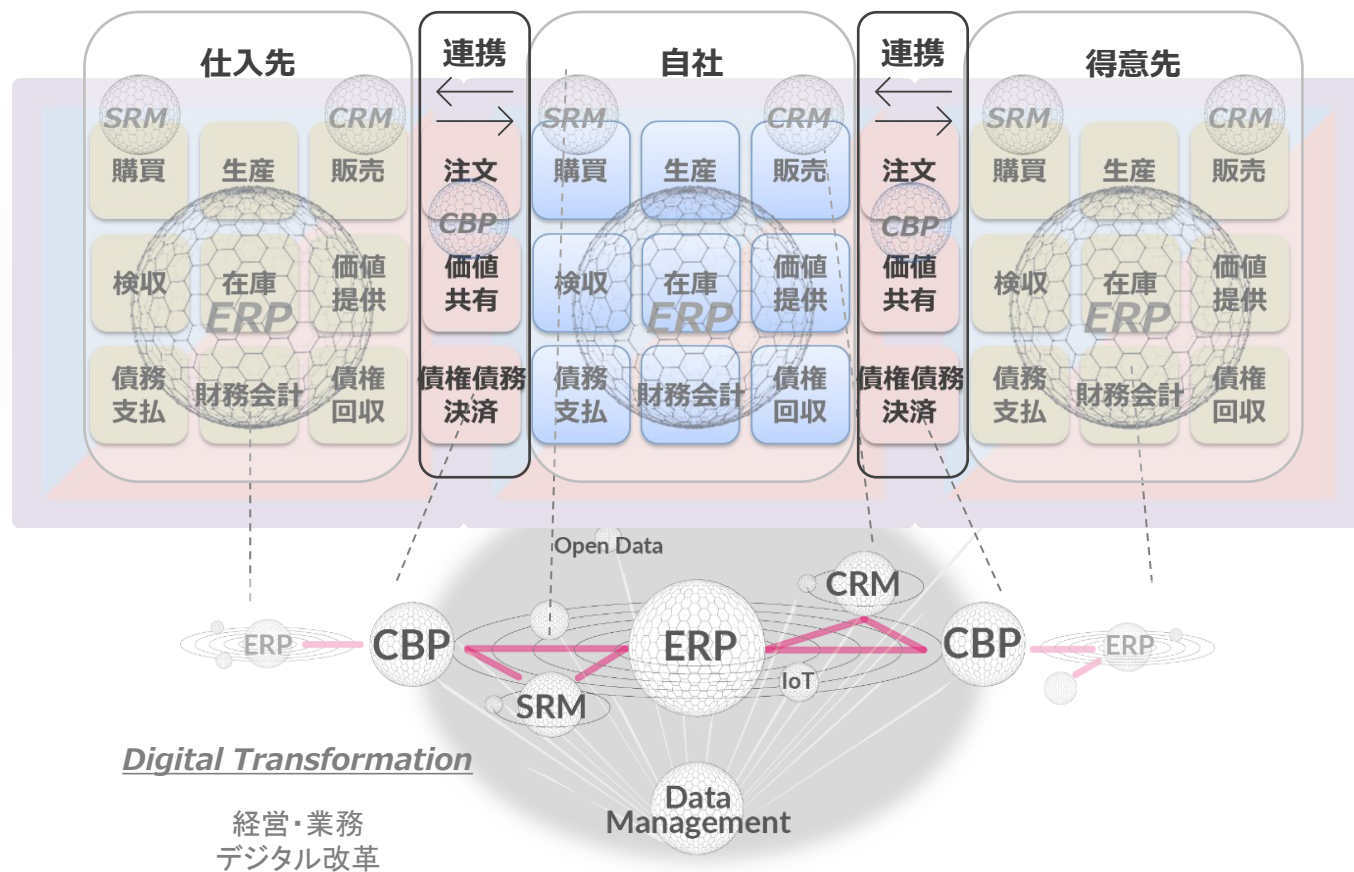 仕入先
連携
自社
連携
得意先
SRM
CRM
SRM
CRM
SRM
CRM
購買
生産
販売
注文
購買
生産
販売
注文
購買
生産
販売
CBP
CBP
検収
在庫
価値
提供
価値
共有
検収
在庫
価値
提供
価値
共有
検収
在庫
価値
提供
ERP
ERP
ERP
債務
支払
財務会計
債権
回収
債権債務
決済
債務
支払
財務会計
債権
回収
債権債務
決済
債務
支払
財務会計
債権
回収
Open Data
CRM
ERP
CBP
ERP
CBP
ERP
IoT
SRM
Digital Transformation
Data
Management
経営・業務
デジタル改革